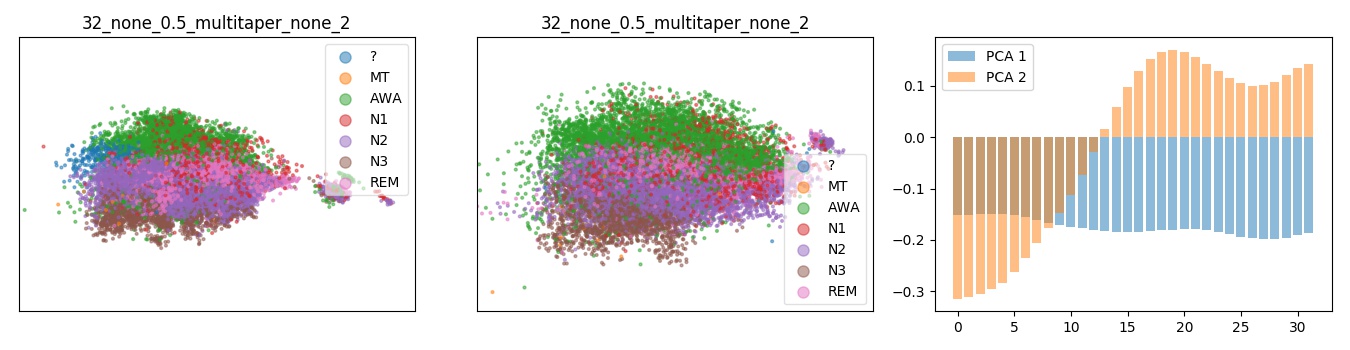 32_none_0.5_multitaper_none_2
?
MT
AWA
N1
N2
N3
REM
32_none_0.5_multitaper_none_2
?
MT
AWA
N1
N2
N3
REM
PCA 1
PCA 2
0.1
0.0
−0.1
−0.2
−0.3
0 5 10 15 20 25 30